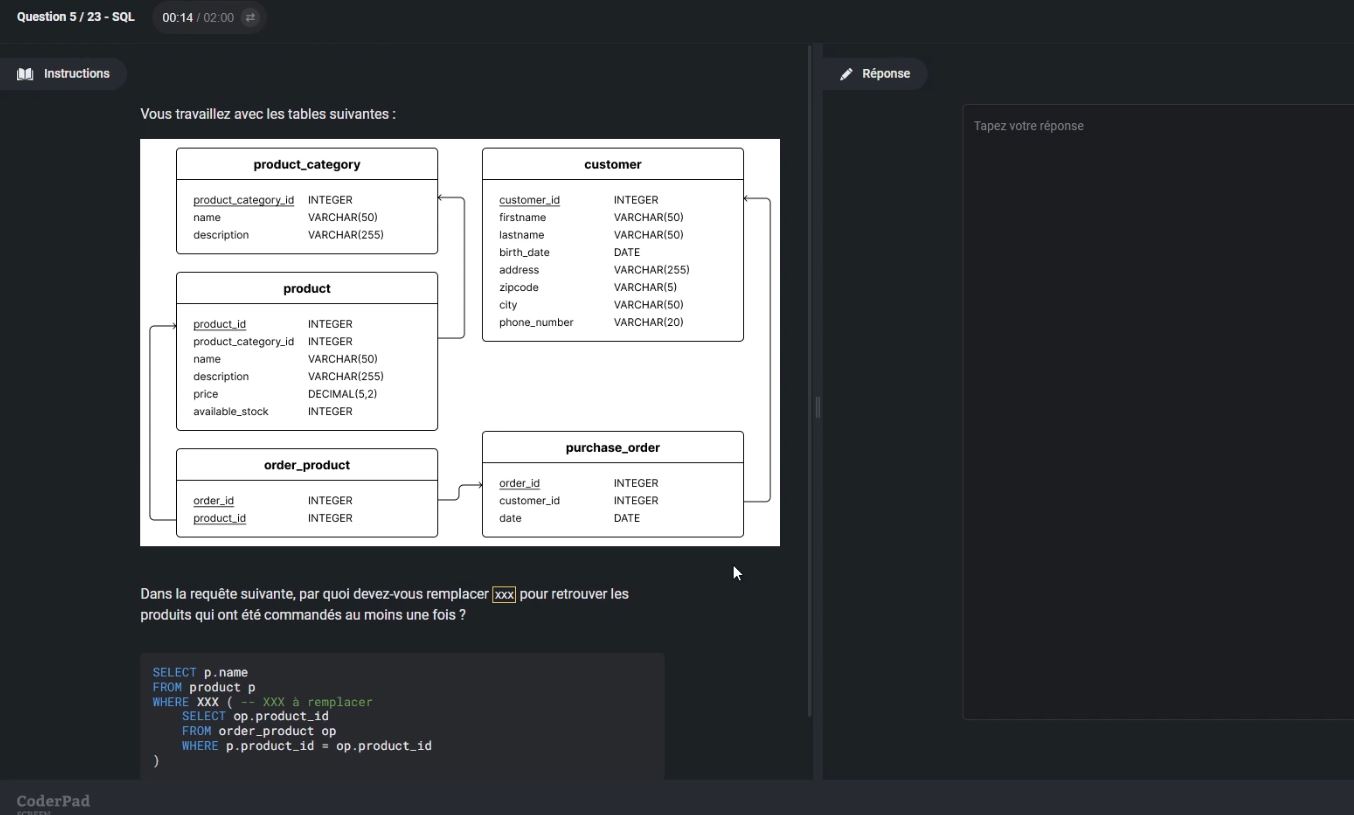 Question 5 / 23 - SQL
00:14 / 02:00
Instructions
Réponse
Vous travaillez avec les tables suivantes :
Tapez votre réponse
product_category
product_category_id INTEGER
name VARCHAR(50)
description VARCHAR(255)
customer
customer_id INTEGER
firstname VARCHAR(50)
lastname VARCHAR(50)
birth_date DATE
address VARCHAR(255)
zipcode VARCHAR(5)
city VARCHAR(50)
phone_number VARCHAR(20)
product
product_id INTEGER
product_category_id INTEGER
name VARCHAR(50)
description VARCHAR(255)
price DECIMAL(5,2)
available_stock INTEGER
order_product
order_id INTEGER
product_id INTEGER
purchase_order
order_id INTEGER
customer_id INTEGER
date DATE
Dans la requête suivante, par quoi devez-vous remplacer xxx pour retrouver les
produits qui ont été commandés au moins une fois ?
SELECT p.name
FROM product p
WHERE XXX ( -- XXX à remplacer
SELECT op.product_id
FROM order_product op
WHERE p.product_id = op.product_id
)
CoderPad